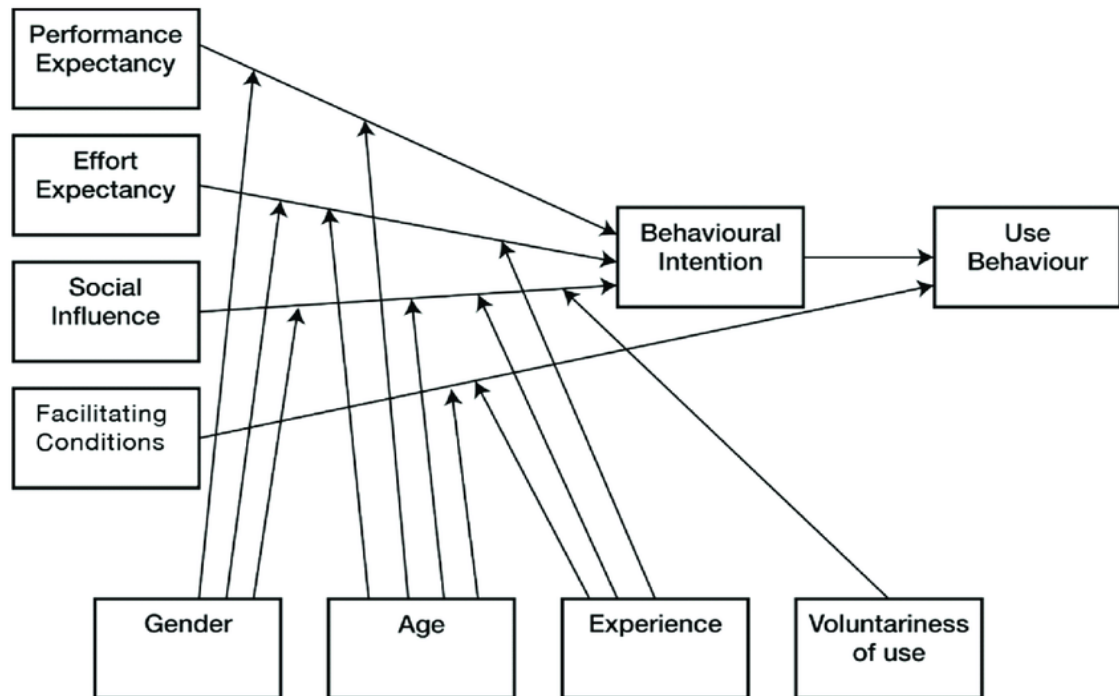 Performance
Expectancy
Effort
Expectancy
Social
Influence
Facilitating
Conditions
Behavioural
Intention
Use
Behaviour
Gender
Age
Experience
Voluntariness
of use